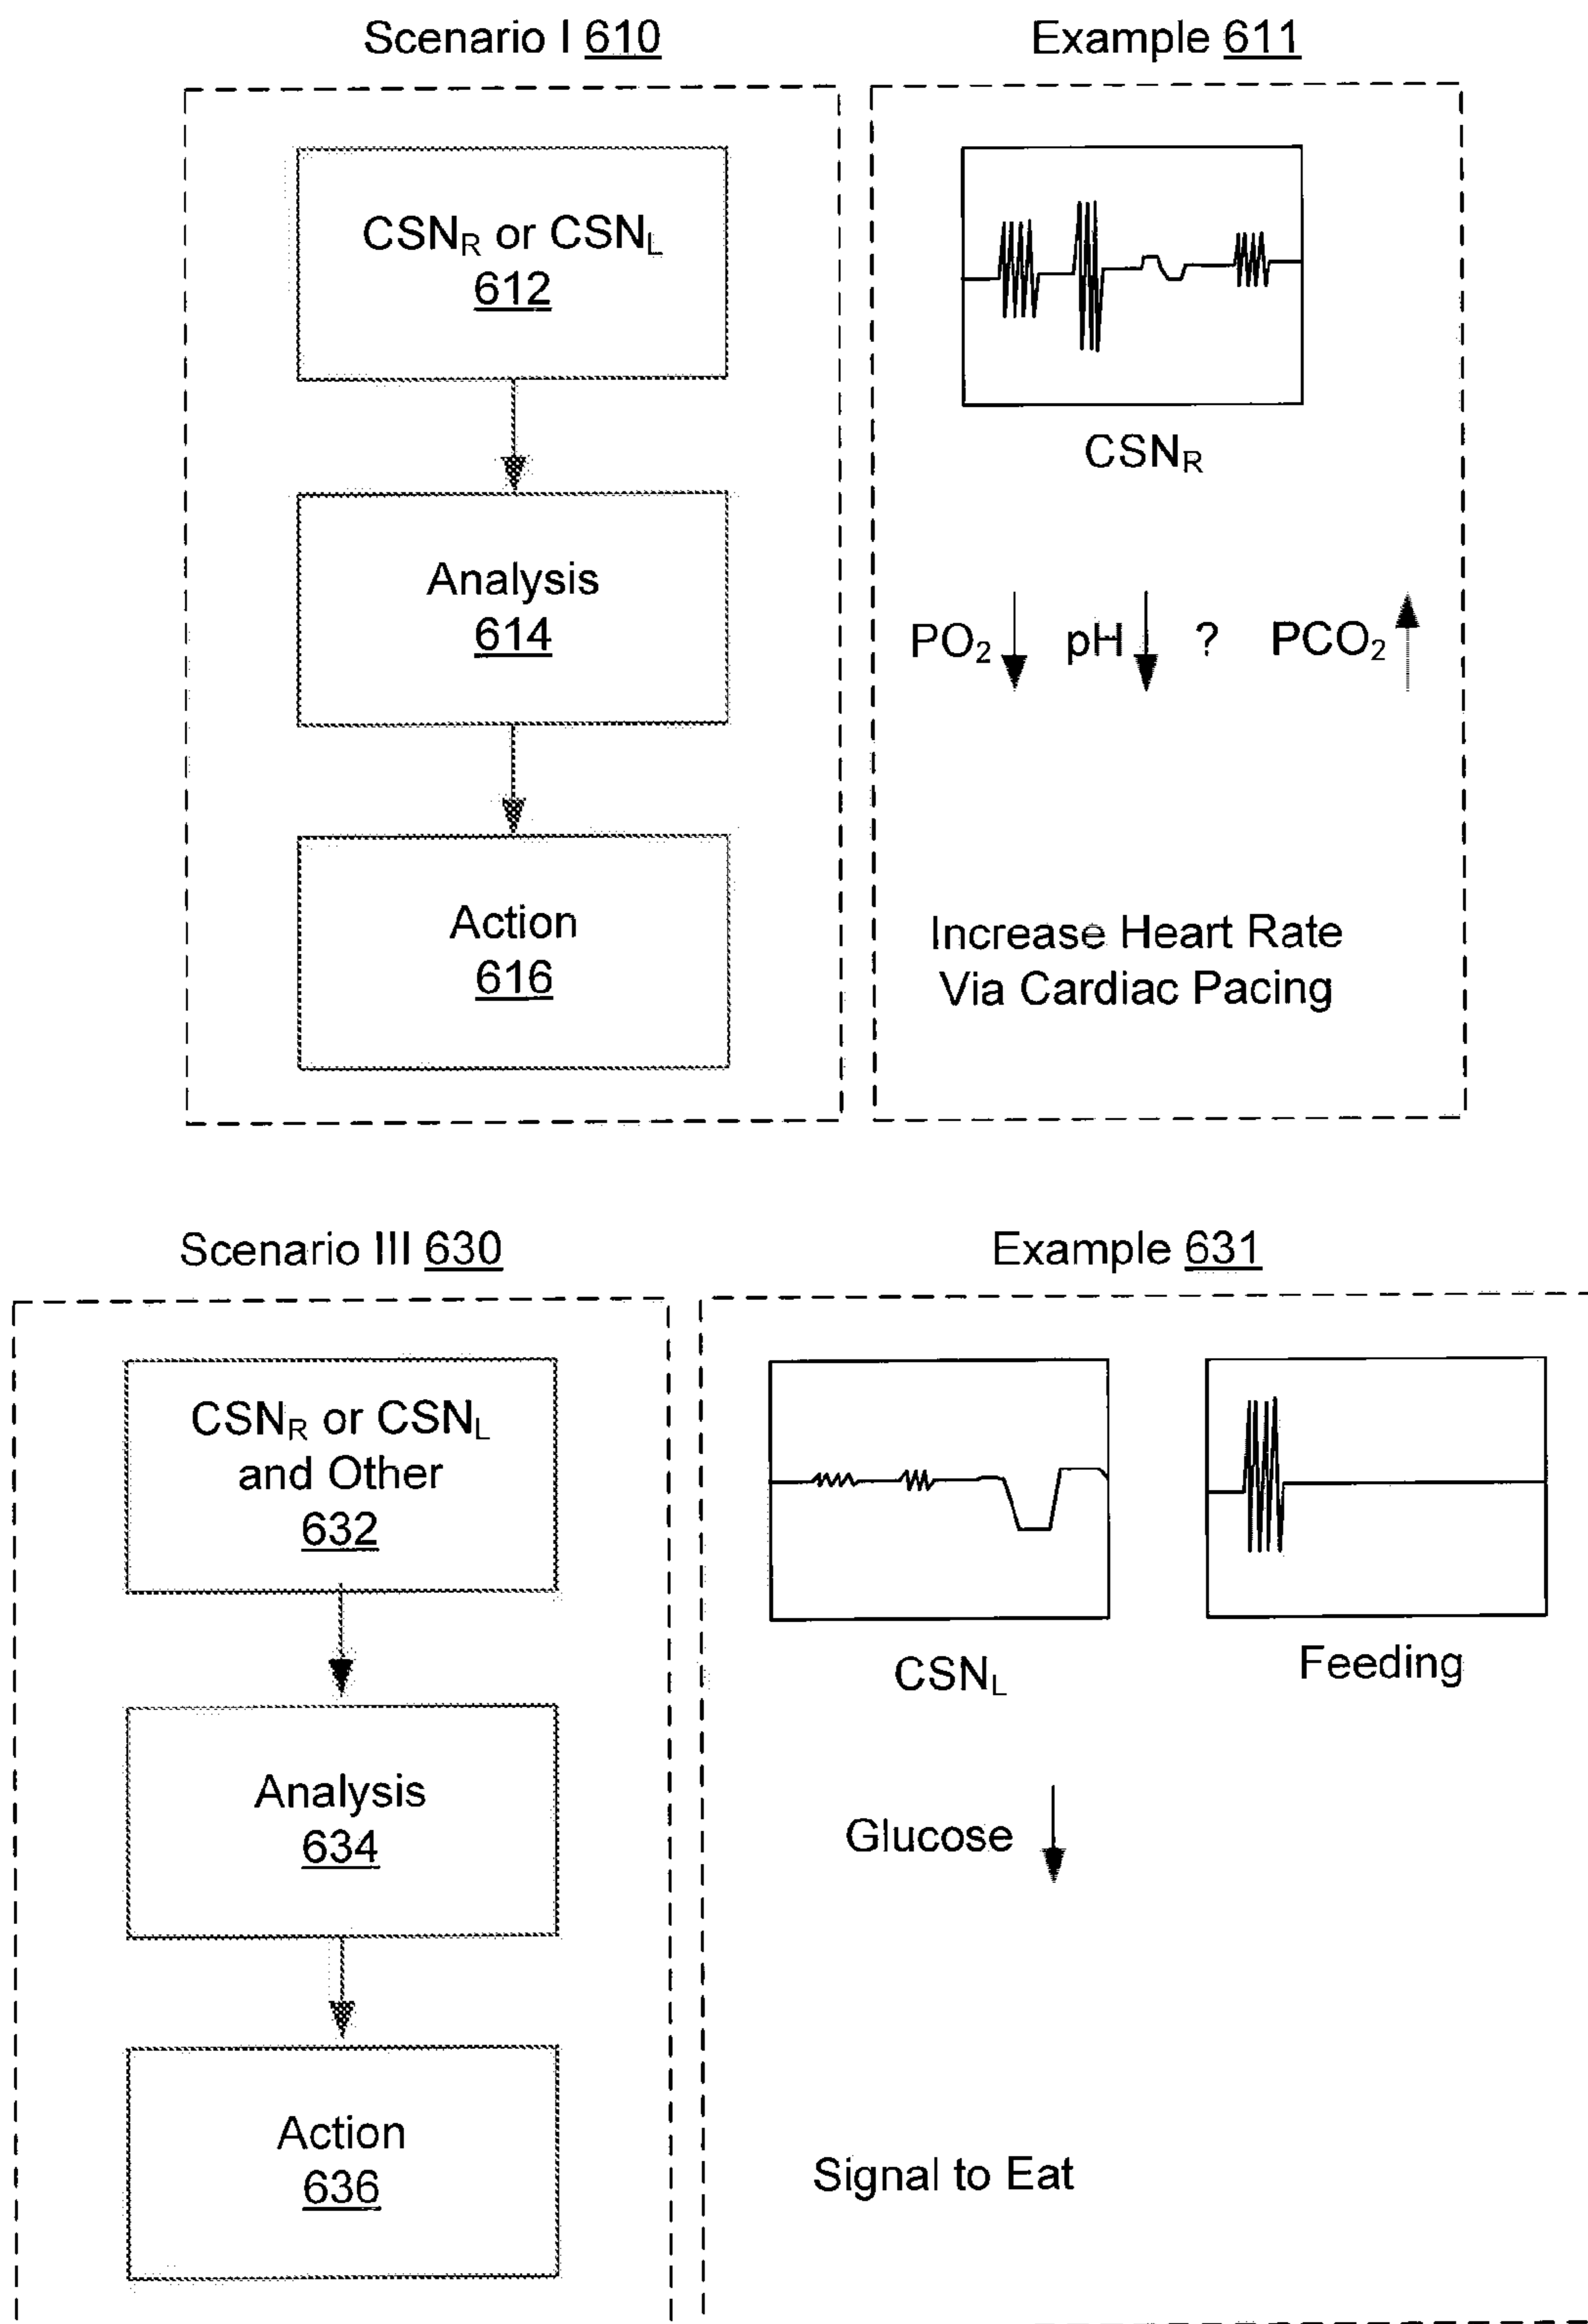 Scenario I 610
Example 611
CSNR or CSNL
612
Analysis
614
Action
616
CSNR
PO2 pH ? PCO2
Increase Heart Rate
Via Cardiac Pacing
Scenario III 630
Example 631
CSNR or CSNL
and Other
632
Analysis
634
Action
636
CSNL
Feeding
Glucose
Signal to Eat